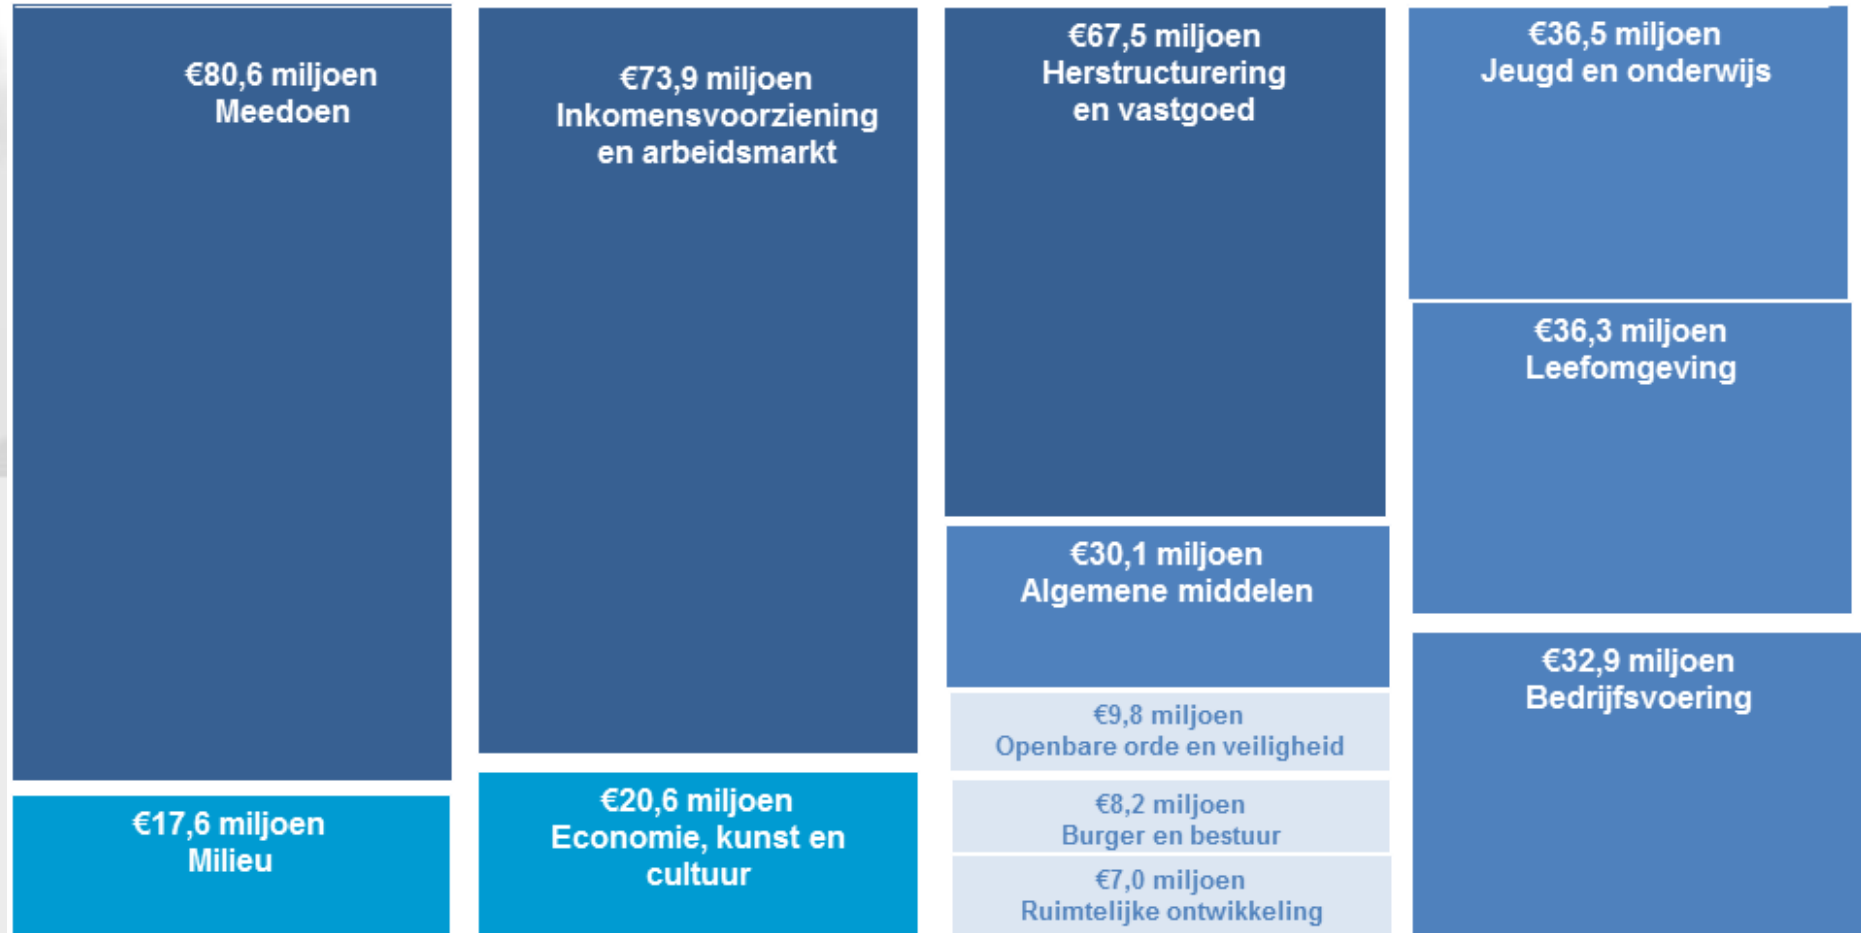 €80,6 miljoen
Meedoen
€17,6 miljoen
Milieu
€73,9 miljoen
Inkomensvoorziening
en arbeidsmarkt
€20,6 miljoen
Economie, kunst en
cultuur
€67,5 miljoen
Herstructurering
en vastgoed
€30,1 miljoen
Algemene middelen
€9,8 miljoen
Openbare orde en veiligheid
€8,2 miljoen
Burger en bestuur
€7,0 miljoen
Ruimtelijke ontwikkeling
€36,5 miljoen
Jeugd en onderwijs
€36,3 miljoen
Leefomgeving
€32,9 miljoen
Bedrijfsvoering